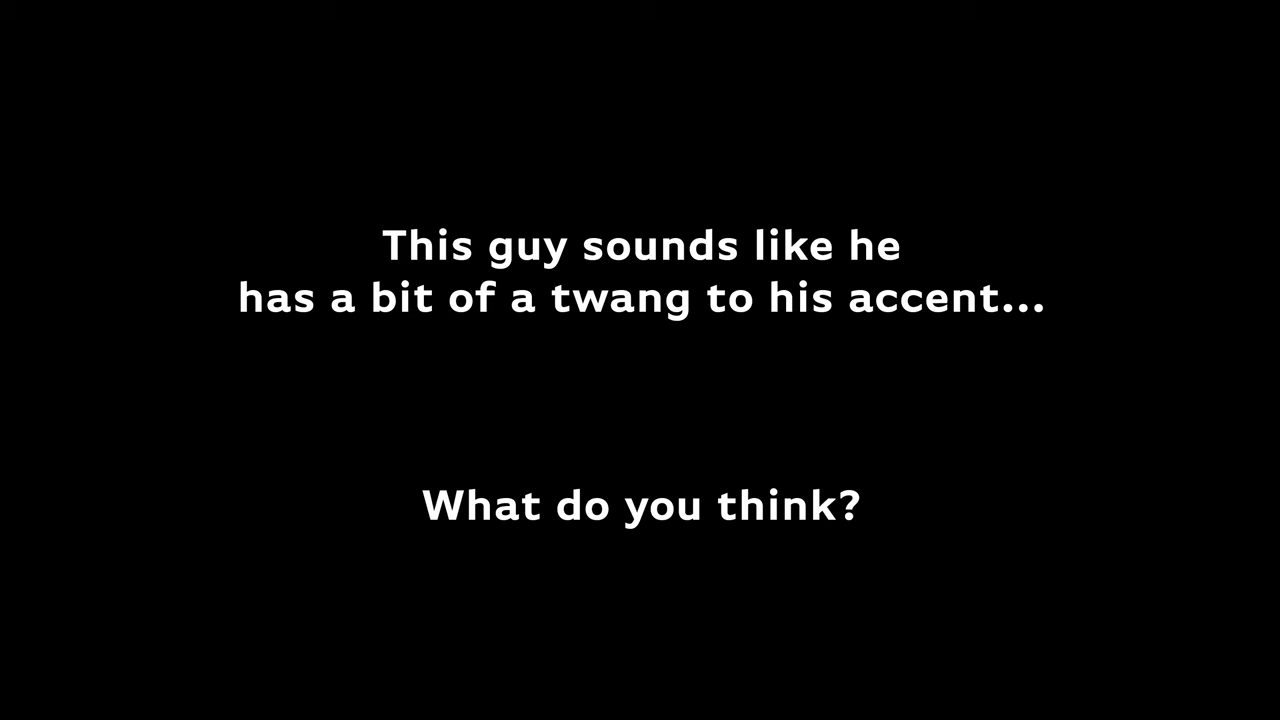 This guy sounds like he
has a bit of a twang to his accent...
What do you think?